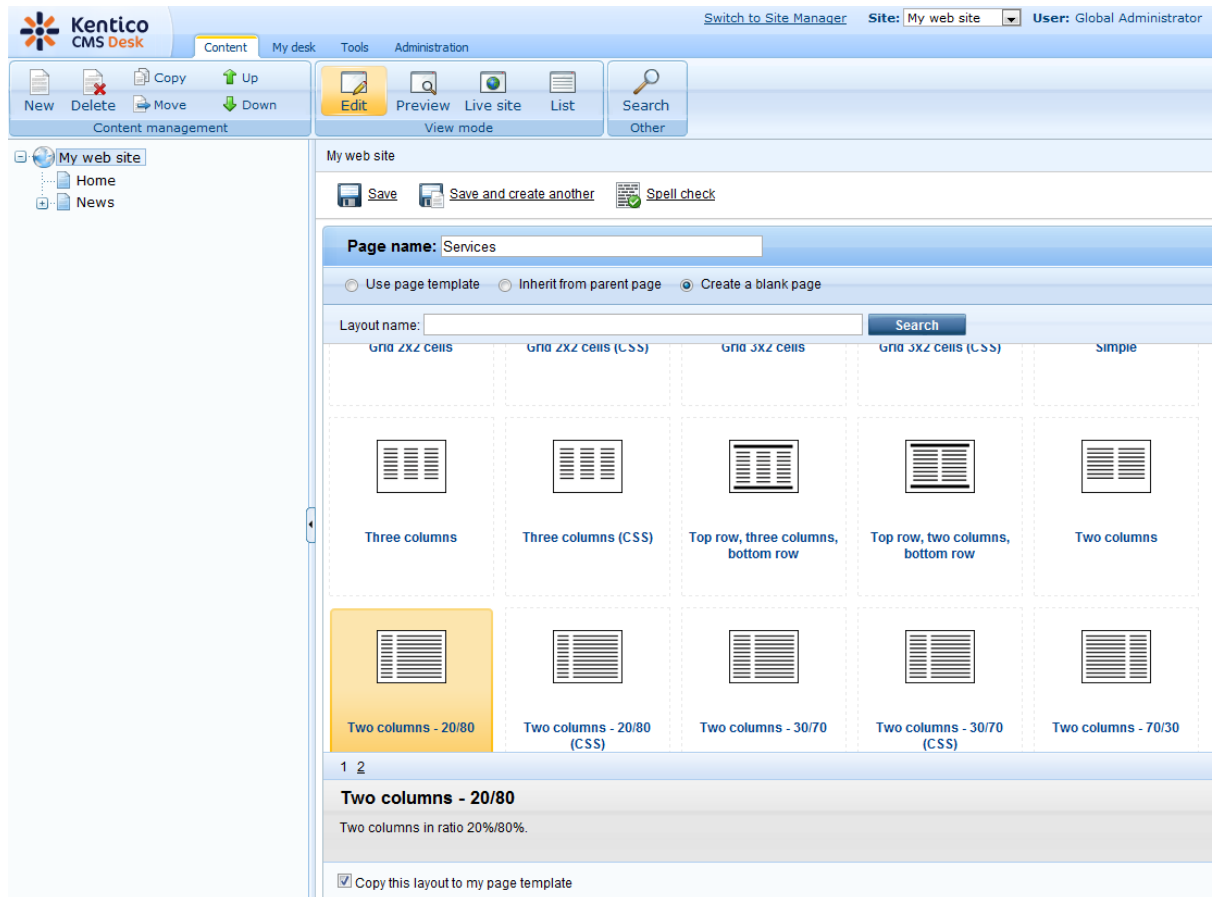 Kentico
CMS Desk
Switch to Site Manager Site: My web site User: Global Administrator
Content My desk Tools Administration
New Delete Copy Move Up Down
Content management
Edit Preview Live site List
View mode
Search
Other
My web site
Home
News
My web site
Save Save and create another Spell check
Page name: Services
Use page template Inherit from parent page Create a blank page
Layout name: Search
Grid 2x2 cells Grid 2x2 cells (CSS) Grid 3x2 cells Grid 3x2 cells (CSS) Simple
Three columns
Three columns (CSS)
Top row, three columns,
bottom row
Top row, two columns,
bottom row
Two columns
Two columns - 20/80
Two columns - 20/80
(CSS)
Two columns - 30/70
Two columns - 30/70
(CSS)
Two columns - 70/30
1 2
Two columns - 20/80
Two columns in ratio 20%/80%.
Copy this layout to my page template